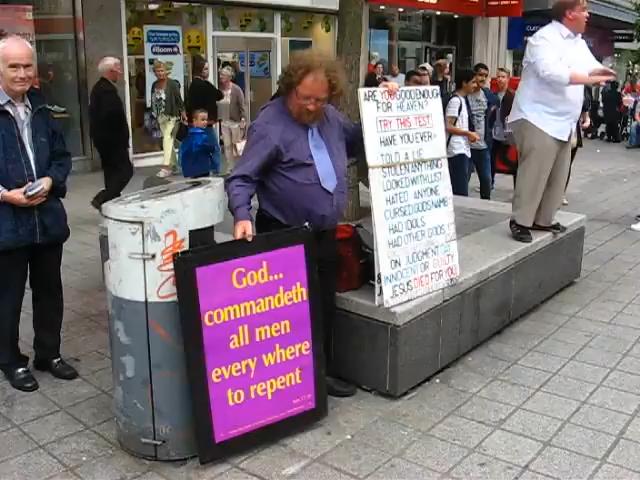 God...
commandeth
all men
every where
to repent
ARE YOU GOOD ENOUGH
FOR HEAVEN?
TRY THIS TEST
HAVE YOU EVER
TOLD A LIE
STOLEN ANYTHING
LOOKED WITH LUST
HATED ANYONE
CURSED GODS NAME
HAD IDOLS
HAD OTHER GODS
ON JUDGMENT
INNOCENT OR GUILTY
JESUS DIED FOR YOU